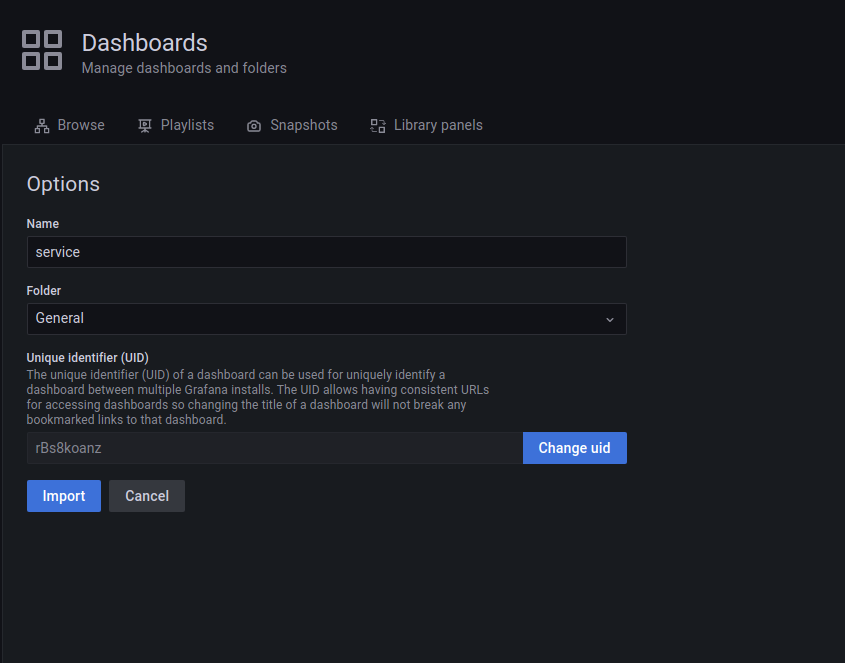 Dashboards
Manage dashboards and folders
Browse
Playlists
Snapshots
Library panels
Options
Name
service
Folder
General
Unique identifier (UID)
The unique identifier (UID) of a dashboard can be used for uniquely identify a
dashboard between multiple Grafana installs. The UID allows having consistent URLs
for accessing dashboards so changing the title of a dashboard will not break any
bookmarked links to that dashboard.
rBs8koanz
Change uid
Import
Cancel